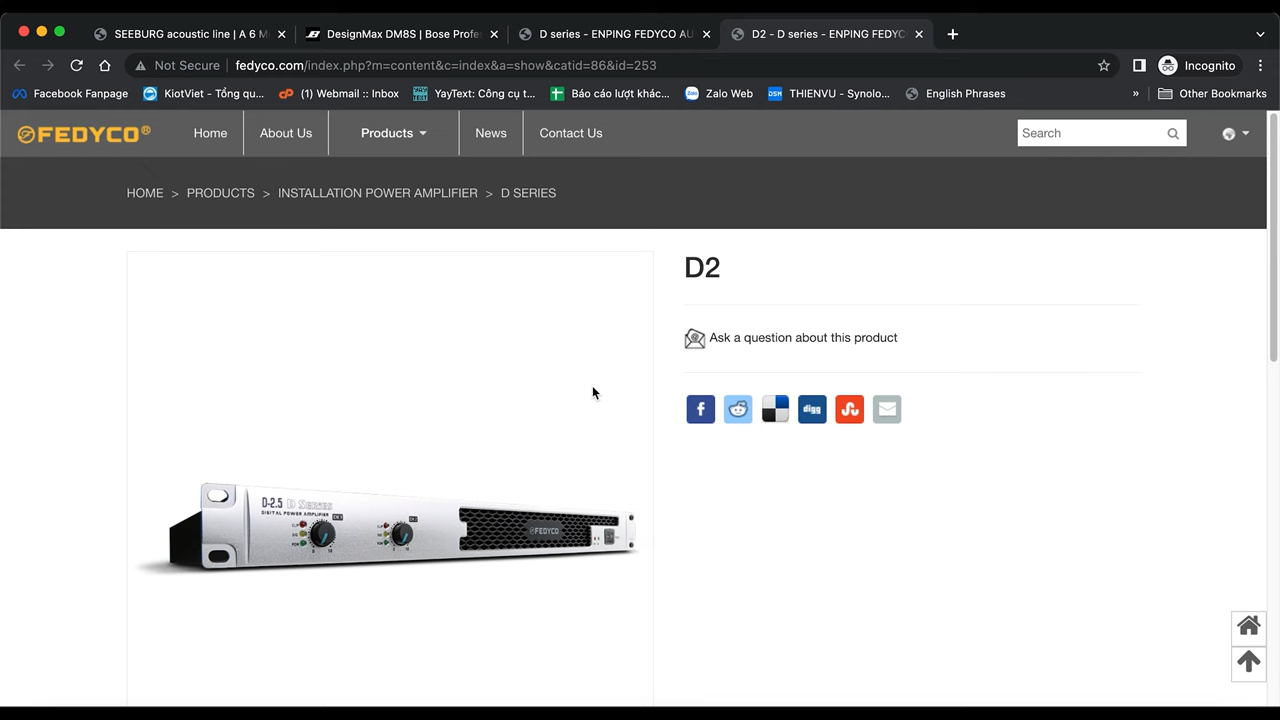 SEEBURG acoustic line | A 6 M
DesignMax DM8S | Bose Profe
D series - ENPING FEDYCO AU
D2 - D series - ENPING FEDYC
Not Secure fedyco.com/index.php?m=content&c=index&a=show&catid=86&id=253 Incognito
Facebook Fanpage KiotViet - Tổng qu... (1) Webmail :: Inbox YayText: Công cụ t... Báo cáo lượt khác... Zalo Web DSM THIENVU - Synolo... English Phrases » Other Bookmarks
FEDYCO® Home About Us Products News Contact Us Search
HOME > PRODUCTS > INSTALLATION POWER AMPLIFIER > D SERIES
D2
Ask a question about this product
digg
D-2.5 D SERIES
DIGITAL POWER AMPLIFIER
FEDYCO